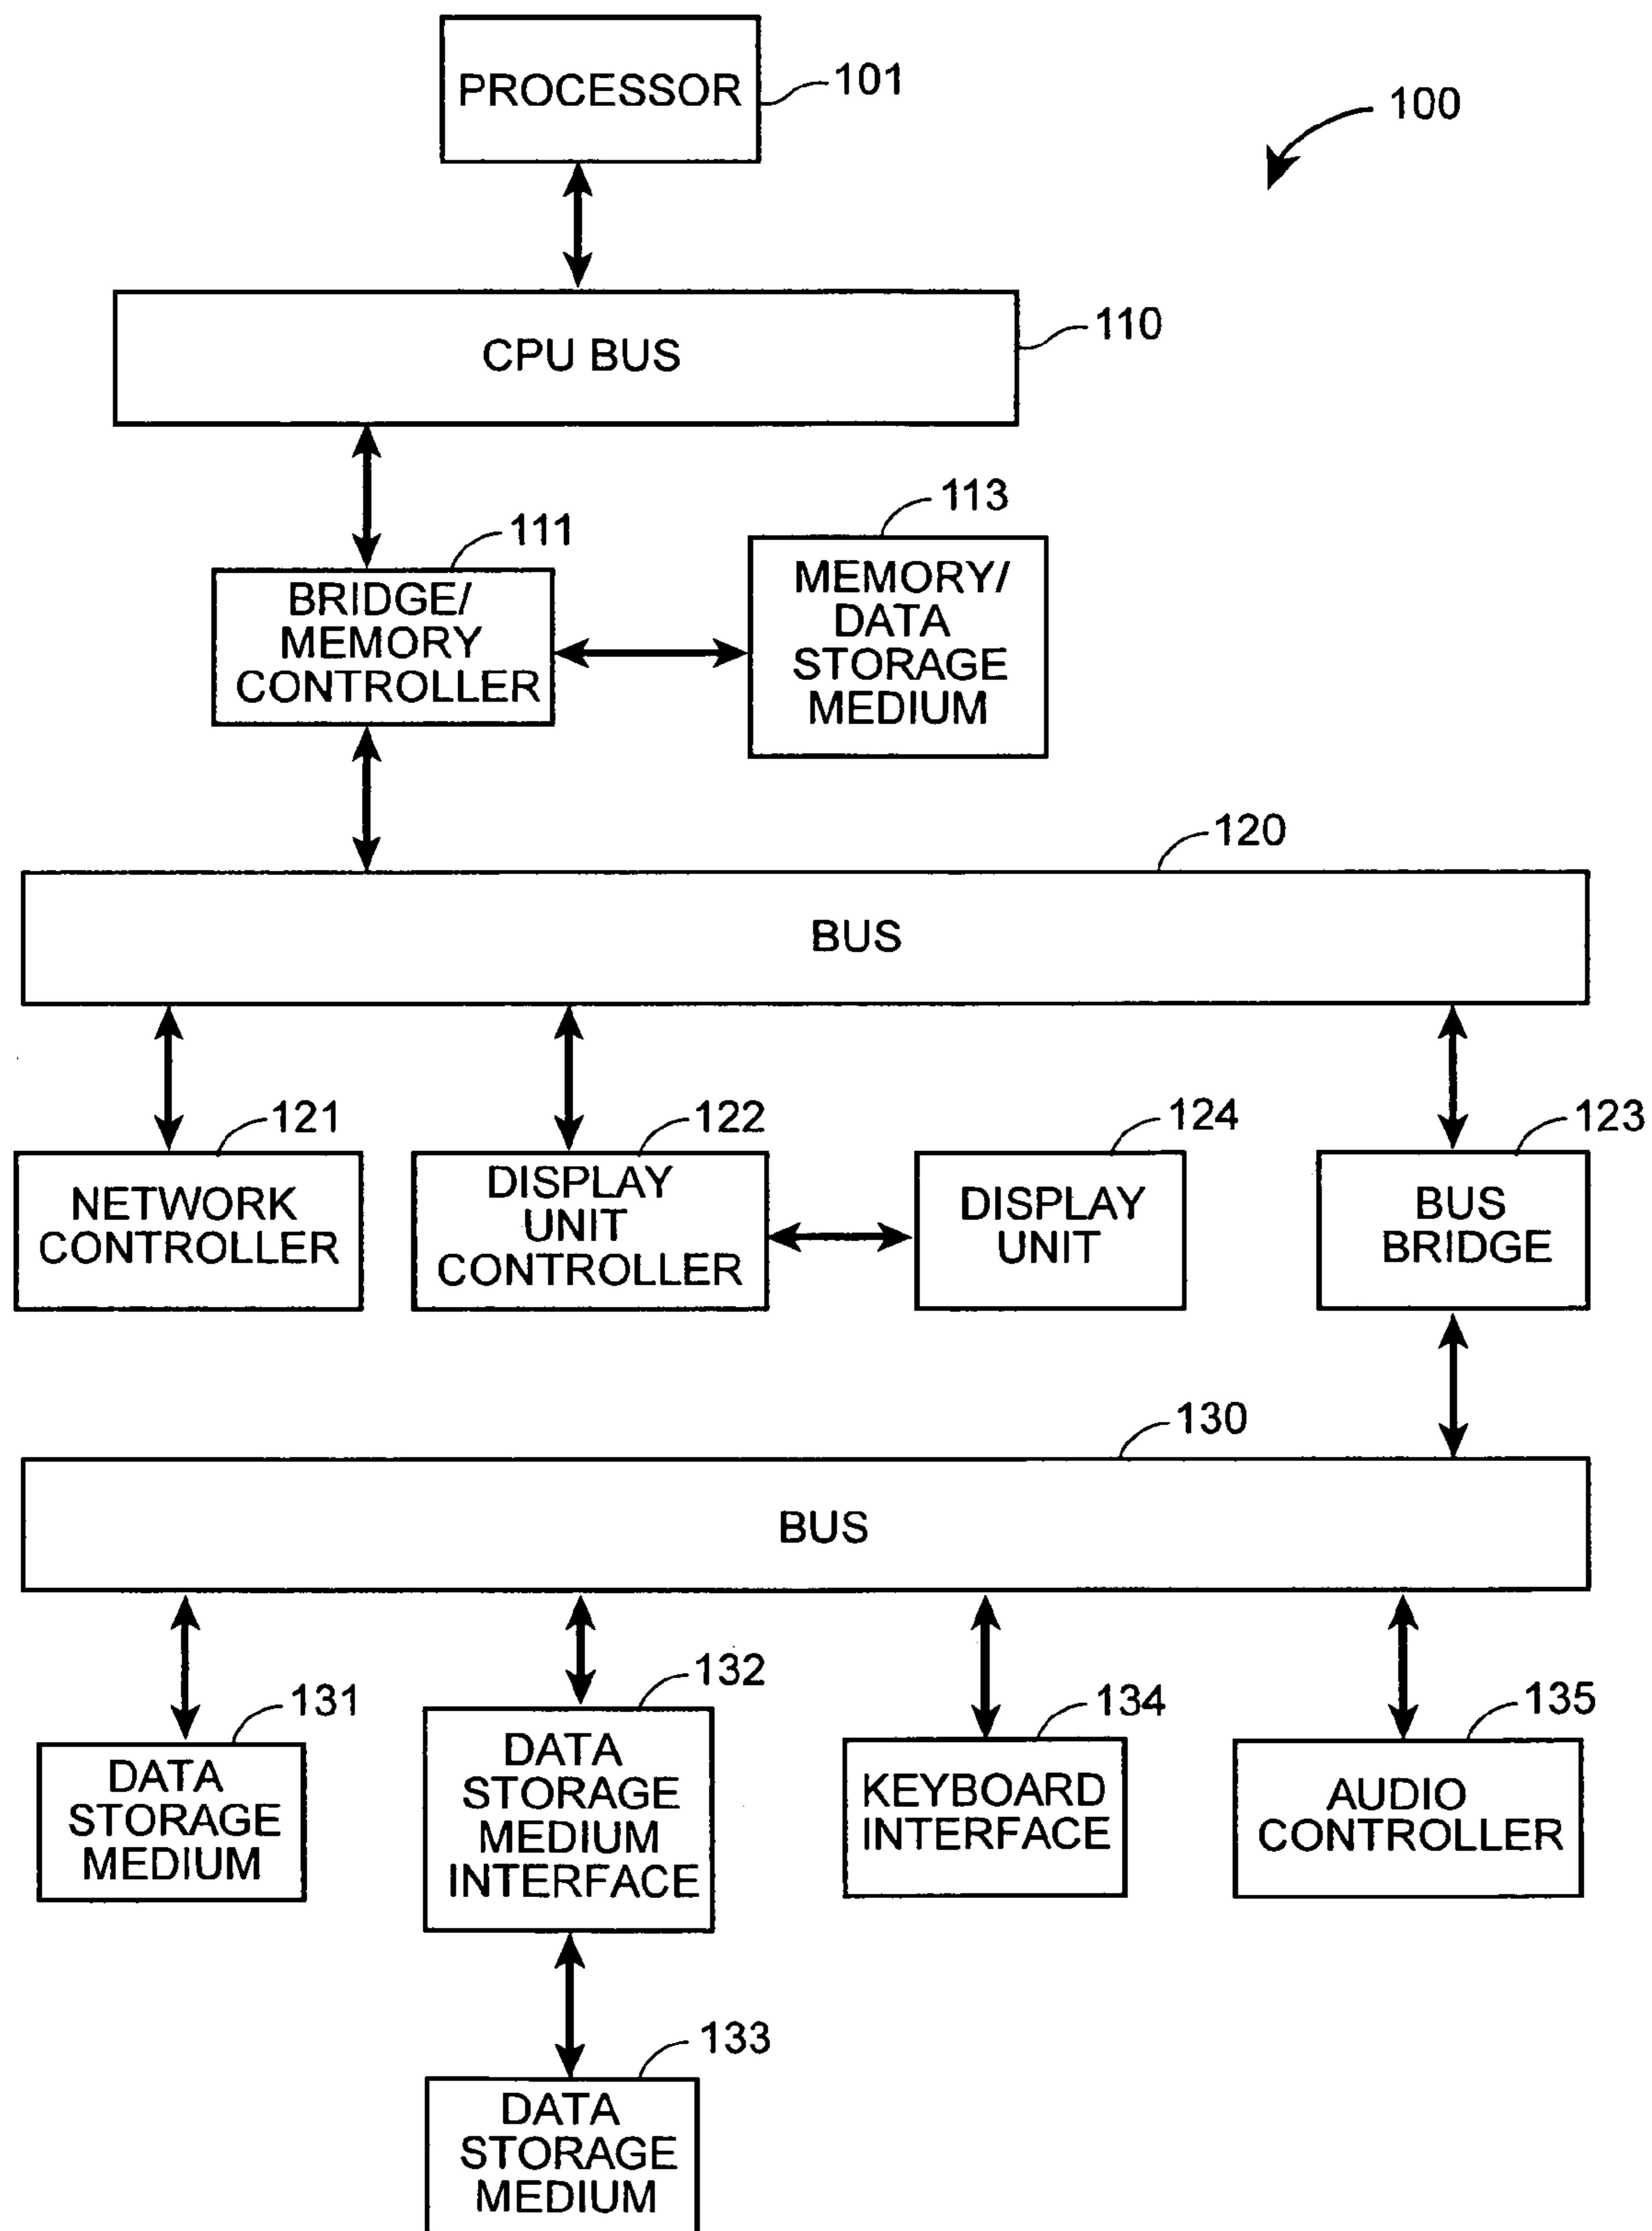 PROCESSOR
101
100
CPU BUS
110
111
BRIDGE/
MEMORY
CONTROLLER
113
MEMORY/
DATA
STORAGE
MEDIUM
120
BUS
121
NETWORK
CONTROLLER
122
DISPLAY
UNIT
CONTROLLER
124
DISPLAY
UNIT
123
BUS
BRIDGE
130
BUS
131
DATA
STORAGE
MEDIUM
132
DATA
STORAGE
MEDIUM
INTERFACE
134
KEYBOARD
INTERFACE
135
AUDIO
CONTROLLER
133
DATA
STORAGE
MEDIUM